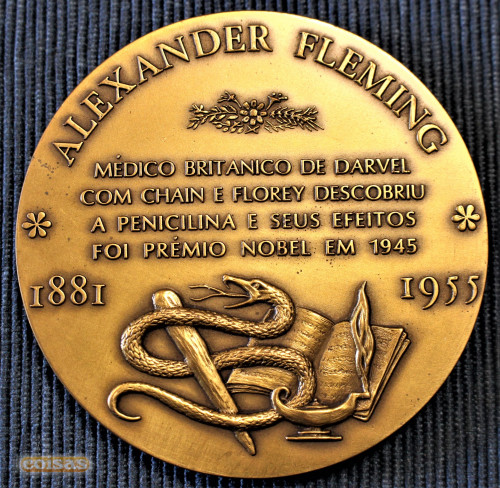 ALEXANDER FLEMING
MÉDICO BRITANICO DE DARVEL
COM CHAIN E FLOREY DESCOBRIU
A PENICILINA E SEUS EFEITOS
FOI PRÉMIO NOBEL EM 1945
1881
1955
coisas